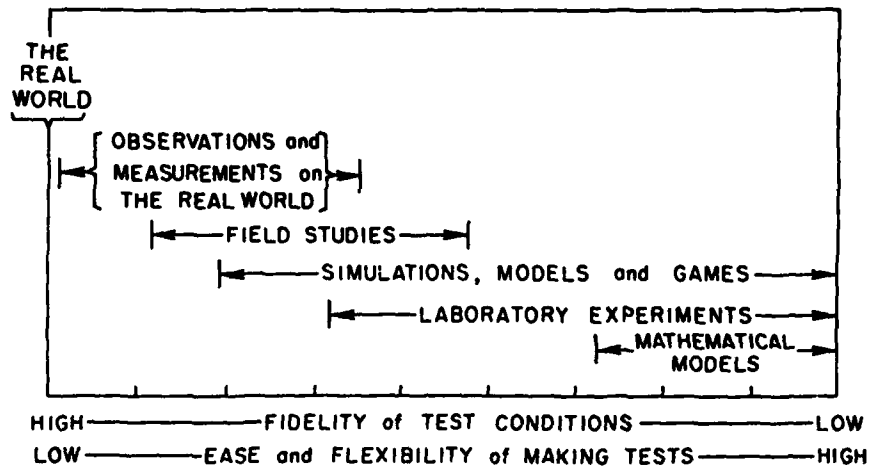 THE
REAL
WORLD
OBSERVATIONS and
MEASUREMENTS on
THE REAL WORLD
FIELD STUDIES
SIMULATIONS, MODELS and GAMES
LABORATORY EXPERIMENTS
MATHEMATICAL
MODELS
HIGH FIDELITY of TEST CONDITIONS LOW
LOW EASE and FLEXIBILITY of MAKING TESTS HIGH